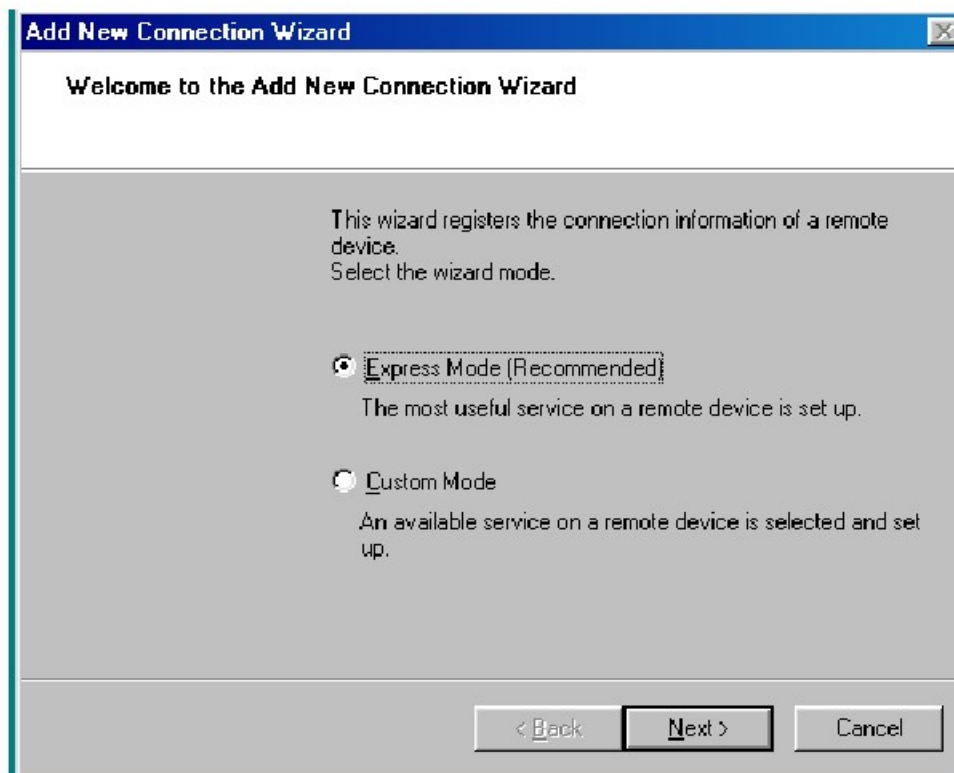 Add New Connection Wizard
Welcome to the Add New Connection Wizard
This wizard registers the connection information of a remote
device.
Select the wizard mode.
Express Mode (Recommended)
The most useful service on a remote device is set up.
Custom Mode
An available service on a remote device is selected and set
up.
< Back Next > Cancel